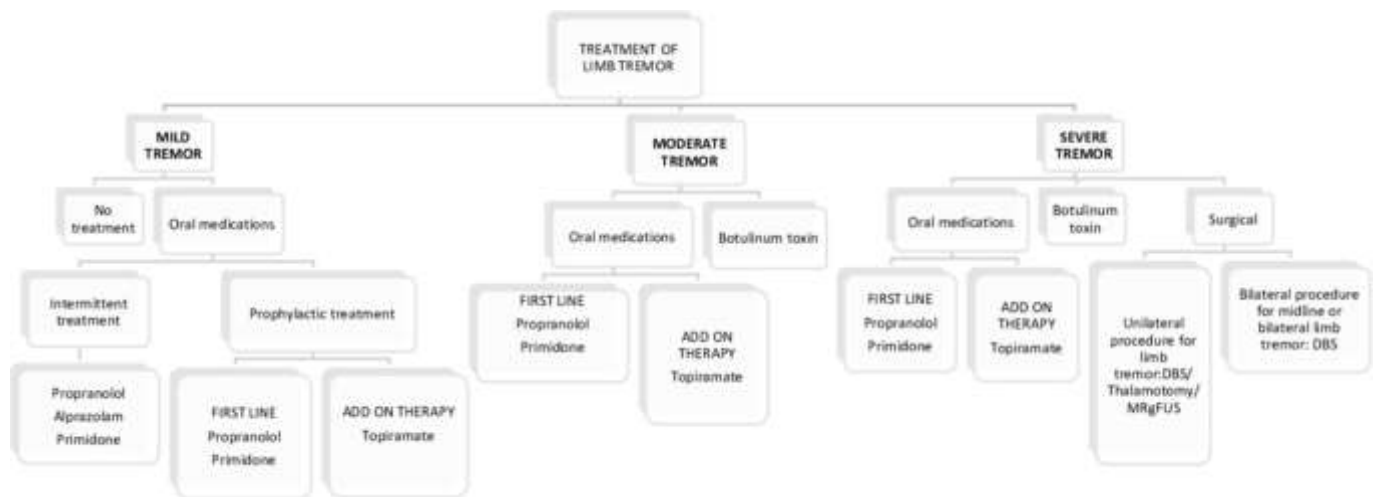 TREATMENT OF
LIMB TREMOR
MILD
TREMOR
MODERATE
TREMOR
SEVERE
TREMOR
No
treatment
Oral medications
Oral medications
Botulinum toxin
Oral medications
Botulinum
toxin
Surgical
Intermittent
treatment
Prophylactic treatment
FIRST LINE
Propranolol
Primidone
ADD ON
THERAPY
Topiramate
FIRST LINE
Propranolol
Primidone
ADD ON
THERAPY
Topiramate
Unilateral
procedure for
limb
tremor:DBS/
Thalamotomy/
MRgFUS
Bilateral procedure
for midline or
bilateral limb
tremor: DBS
Propranolol
Alprazolam
Primidone
FIRST LINE
Propranolol
Primidone
ADD ON THERAPY
Topiramate